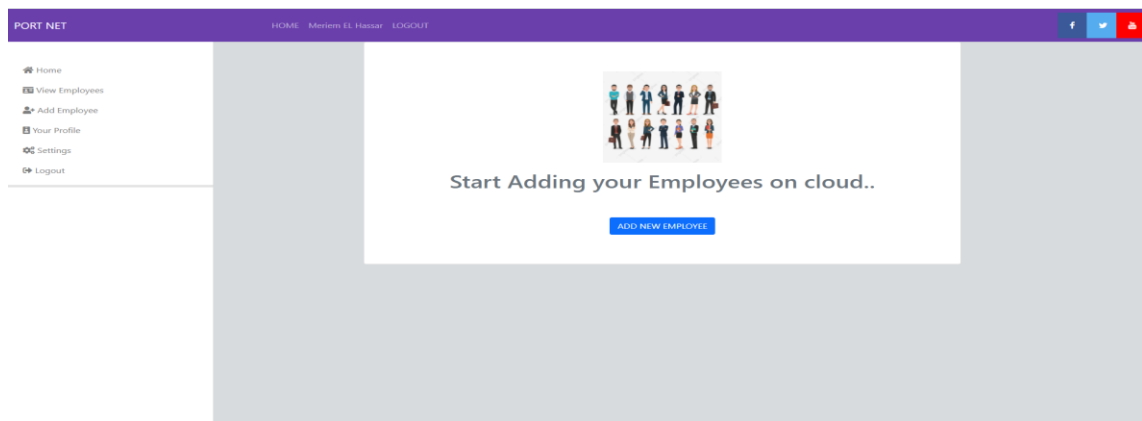 PORT NET
HOME Meriem EL Hassar LOGOUT
Home
View Employees
Add Employee
Your Profile
Settings
Logout
Start Adding your Employees on cloud..
ADD NEW EMPLOYEE